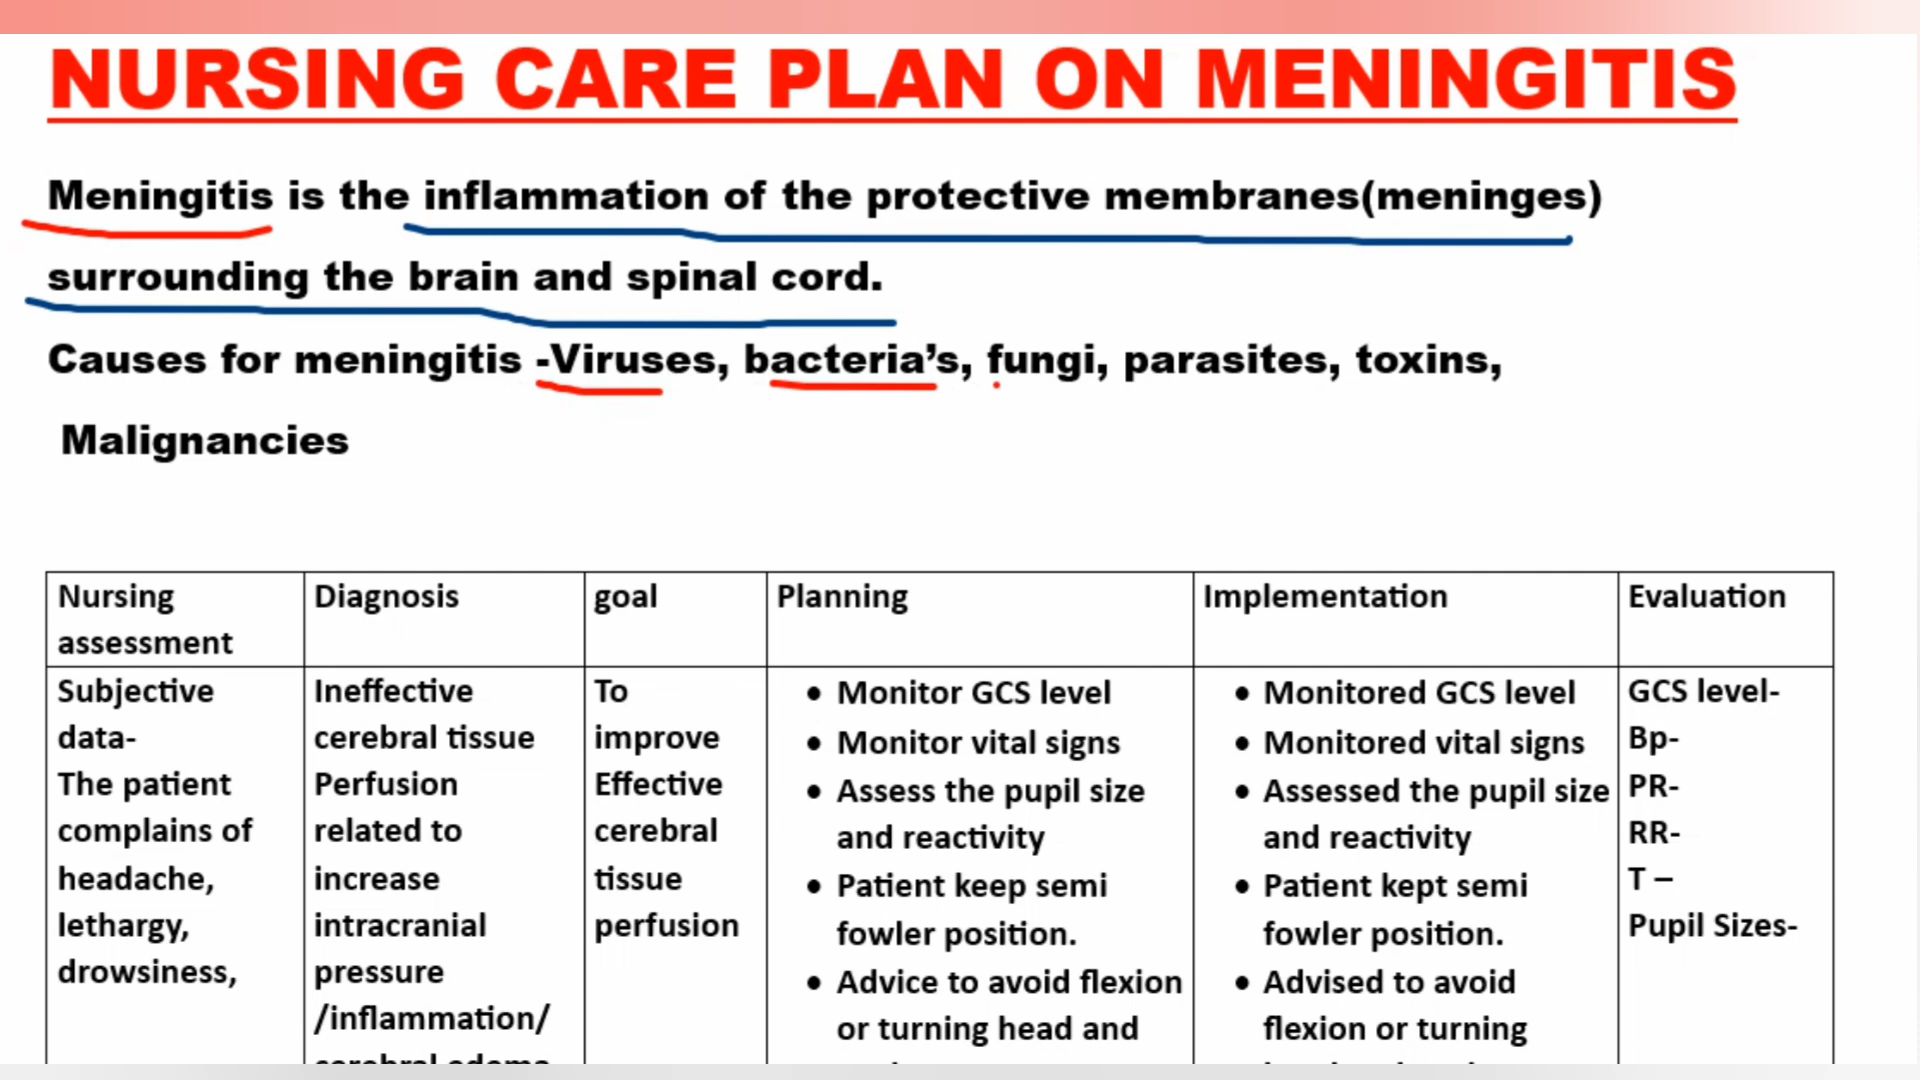 NURSING CARE PLAN ON MENINGITIS
Meningitis is the inflammation of the protective membranes(meninges)
surrounding the brain and spinal cord.
Causes for meningitis -Viruses, bacteria’s, fungi, parasites, toxins,
Malignancies
Nursing
assessment
Diagnosis
goal
Planning
Implementation
Evaluation
Subjective
data-
The patient
complains of
headache,
lethargy,
drowsiness,
Ineffective
cerebral tissue
Perfusion
related to
increase
intracranial
pressure
/inflammation/
cerebral edema
To
improve
Effective
cerebral
tissue
perfusion
• Monitor GCS level
• Monitor vital signs
• Assess the pupil size
and reactivity
• Patient keep semi
fowler position.
• Advice to avoid flexion
or turning head and
• Monitored GCS level
• Monitored vital signs
• Assessed the pupil size
and reactivity
• Patient kept semi
fowler position.
• Advised to avoid
flexion or turning
GCS level-
Bp-
PR-
RR-
T –
Pupil Sizes-